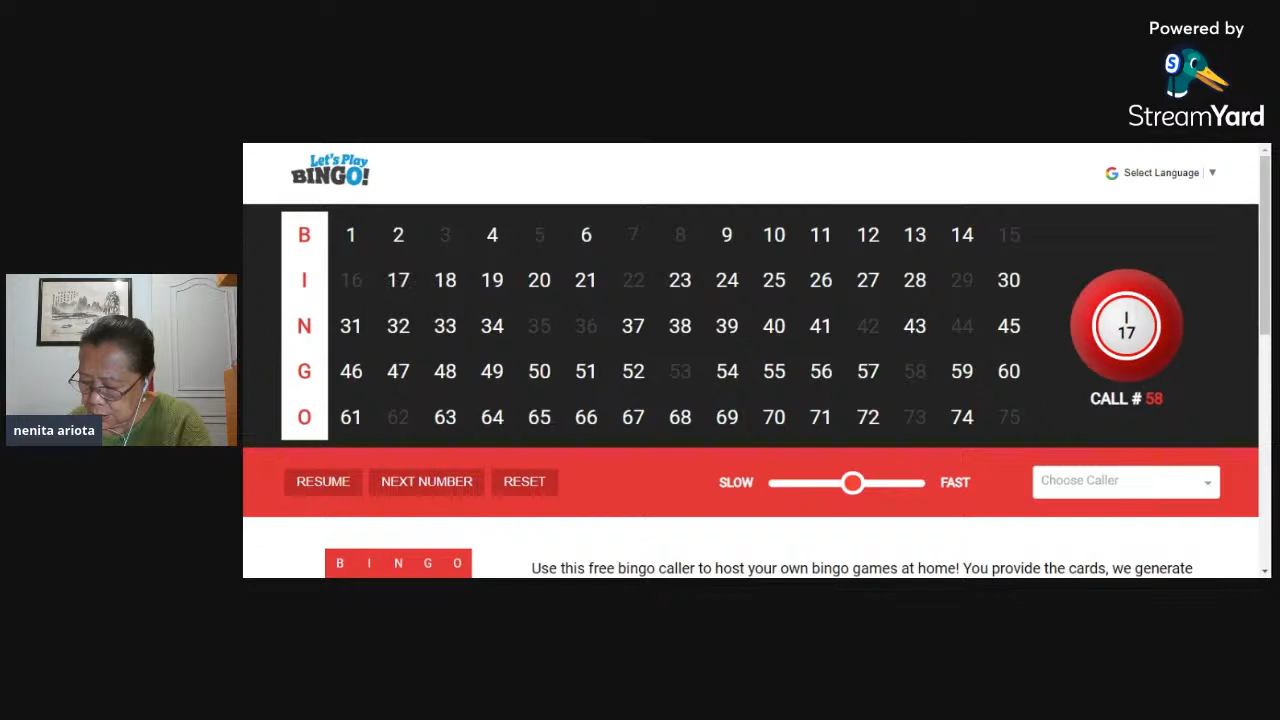 Powered by
StreamYard
Let's Play
BINGO!
Select Language
B 1 2 3 4 5 6 7 8 9 10 11 12 13 14 15
I 16 17 18 19 20 21 22 23 24 25 26 27 28 29 30
N 31 32 33 34 35 36 37 38 39 40 41 42 43 44 45
G 46 47 48 49 50 51 52 53 54 55 56 57 58 59 60
O 61 62 63 64 65 66 67 68 69 70 71 72 73 74 75
I
17
CALL # 58
nenita ariota
RESUME NEXT NUMBER RESET SLOW FAST Choose Caller
B I N G O
Use this free bingo caller to host your own bingo games at home! You provide the cards, we generate